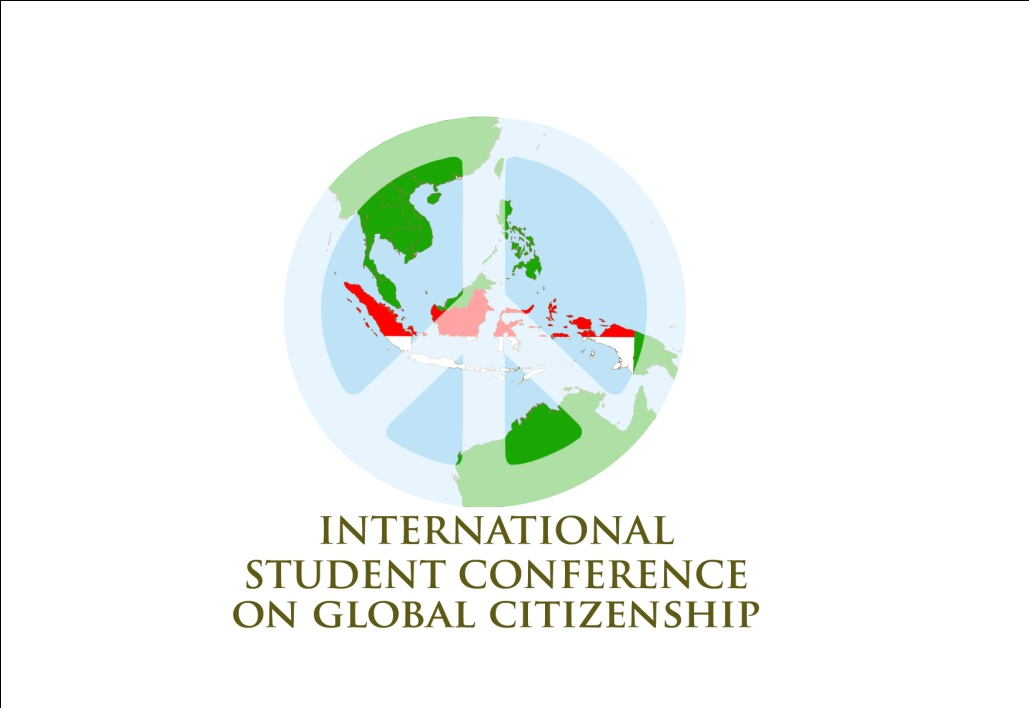 INTERNATIONAL
STUDENT CONFERENCE
ON GLOBAL CITIZENSHIP